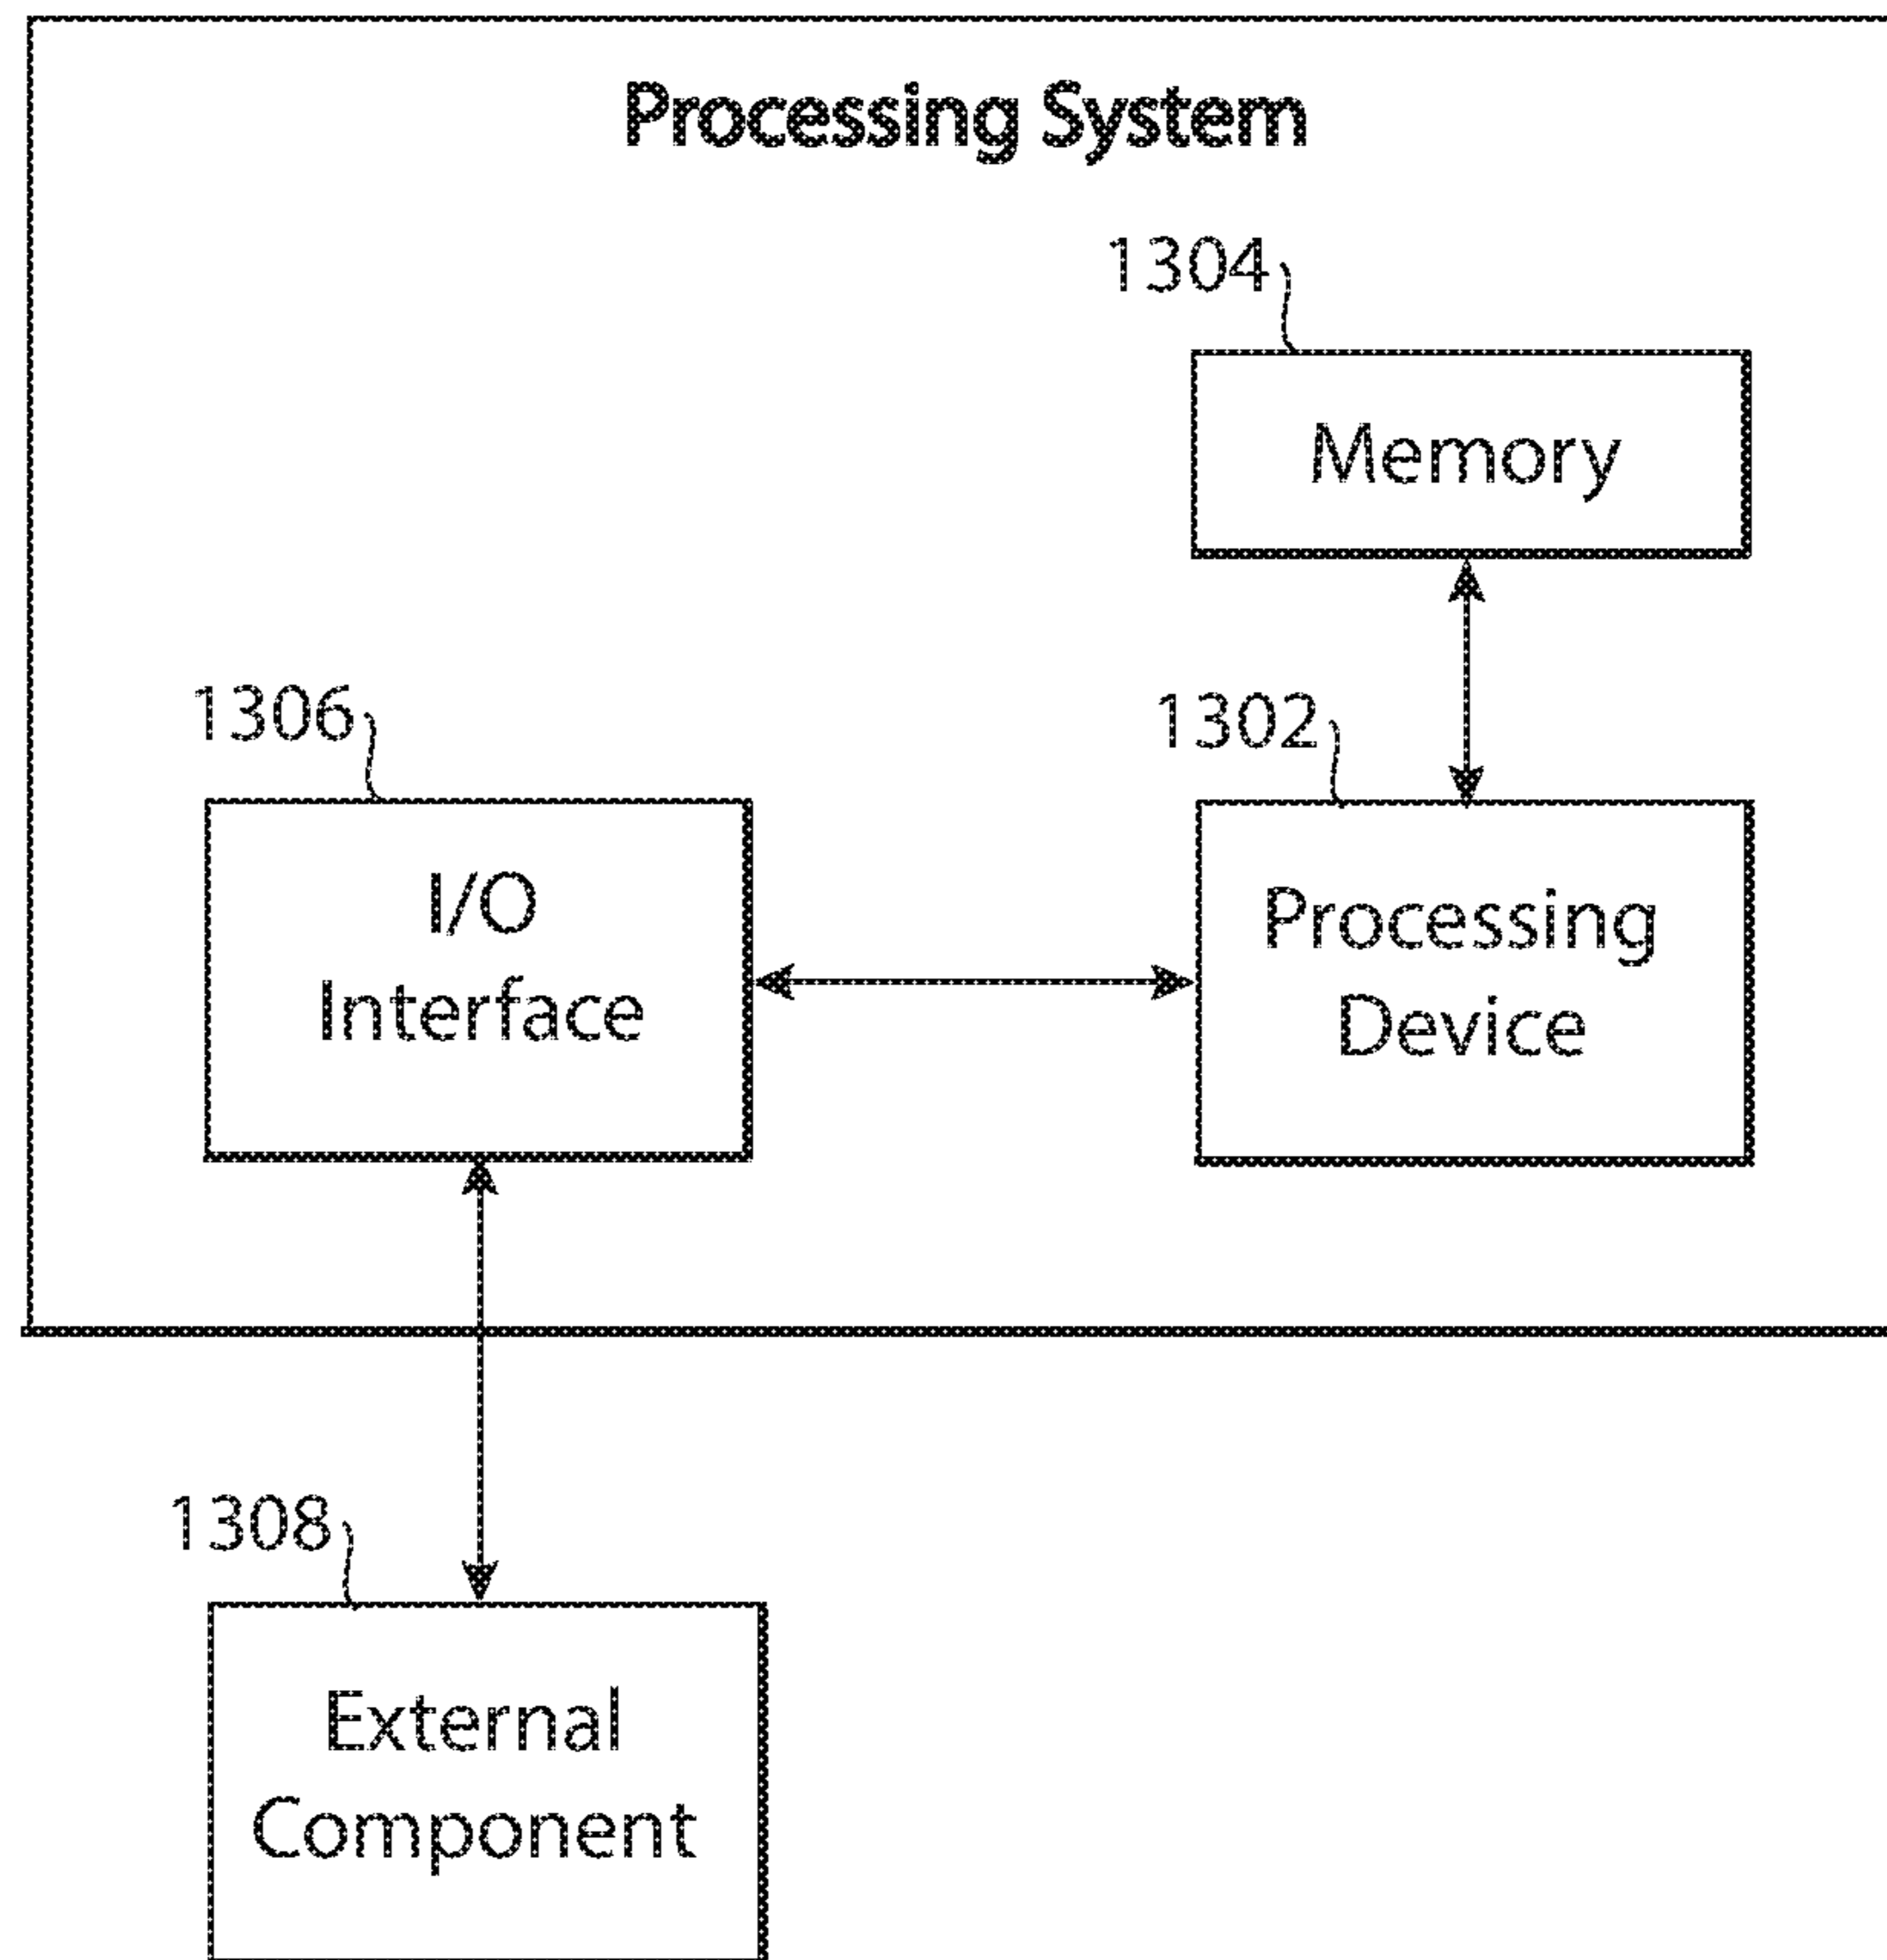 Processing System
1304
Memory
1306
1302
I/O
Interface
Processing
Device
1308
External
Component